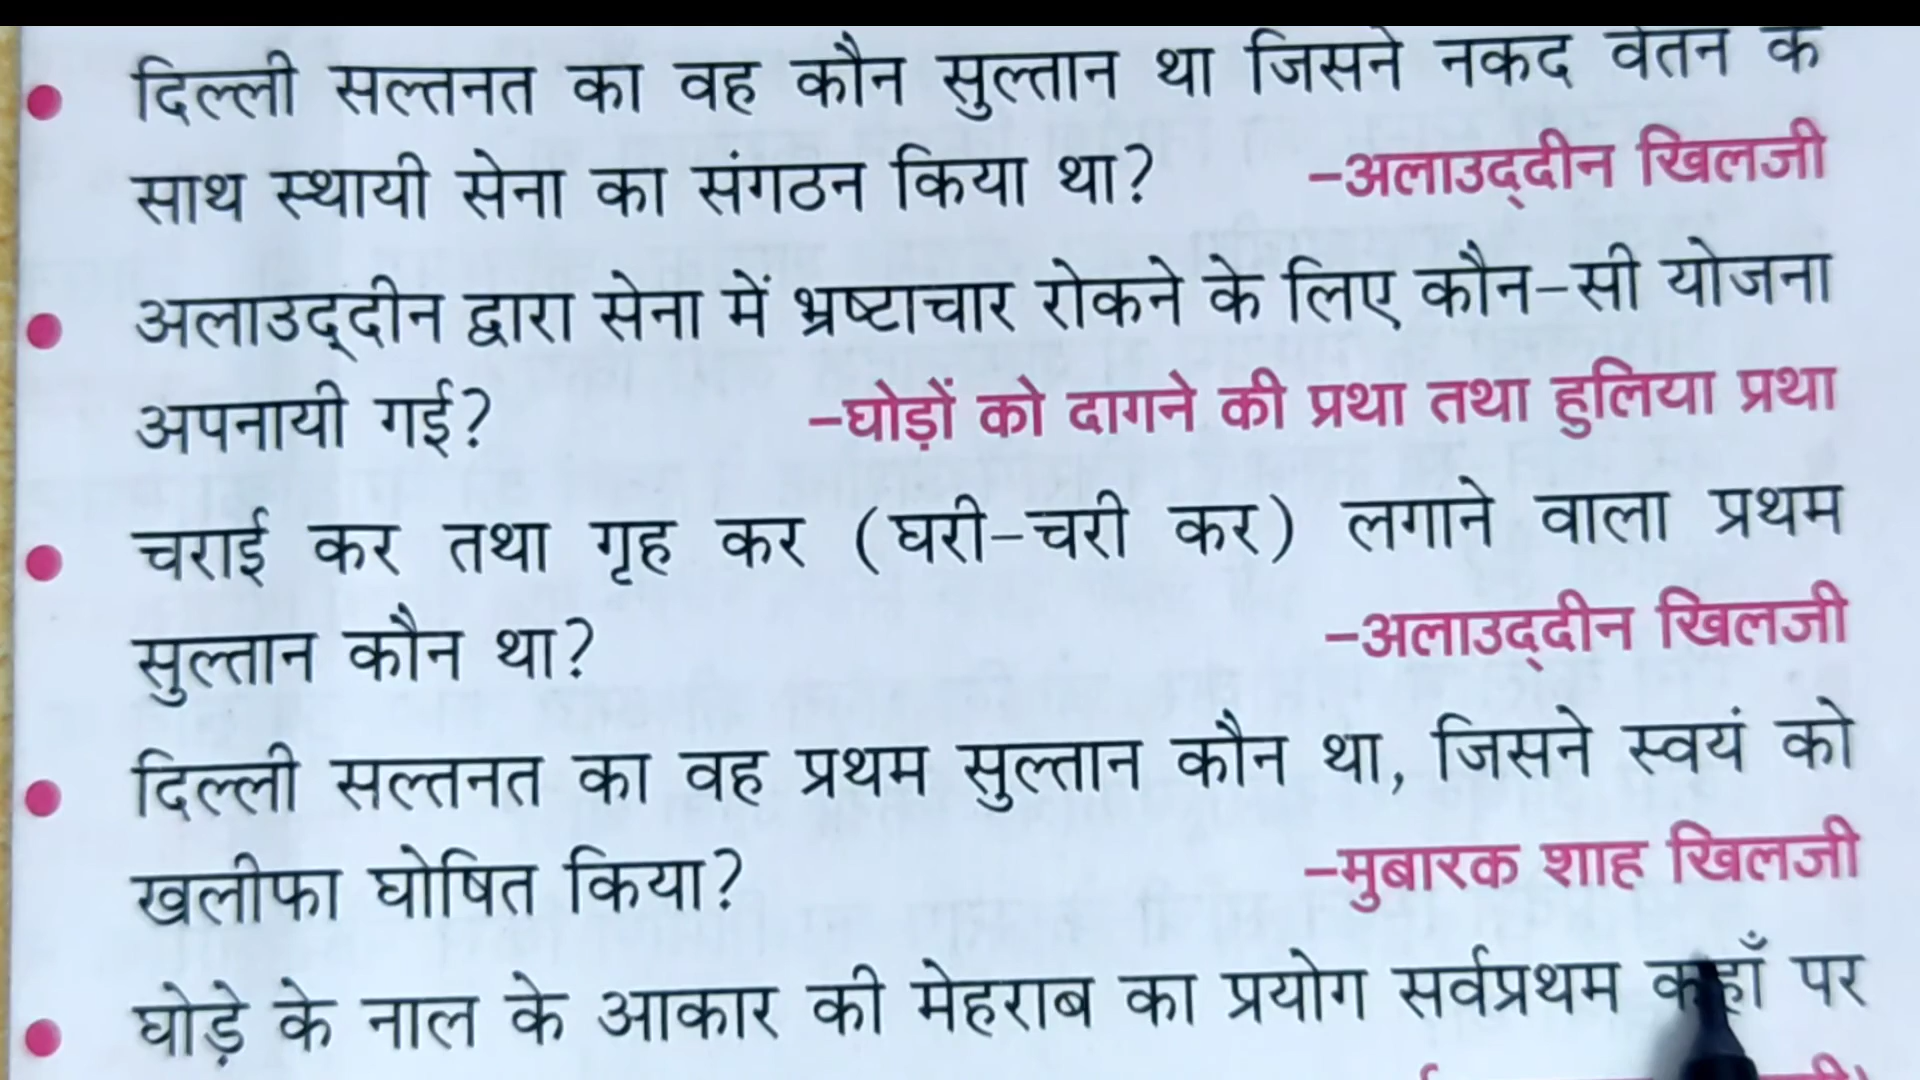 दिल्ली सल्तनत का वह कौन सुल्तान था जिसने नकद वेतन के
साथ स्थायी सेना का संगठन किया था? -अलाउद्दीन खिलजी
अलाउद्दीन द्वारा सेना में भ्रष्टाचार रोकने के लिए कौन-सी योजना
अपनायी गई? -घोड़ों को दागने की प्रथा तथा हुलिया प्रथा
चराई कर तथा गृह कर (घरी-चरी कर) लगाने वाला प्रथम
सुल्तान कौन था? -अलाउद्दीन खिलजी
दिल्ली सल्तनत का वह प्रथम सुल्तान कौन था, जिसने स्वयं को
खलीफा घोषित किया? -मुबारक शाह खिलजी
घोड़े के नाल के आकार की मेहराब का प्रयोग सर्वप्रथम कहाँ पर